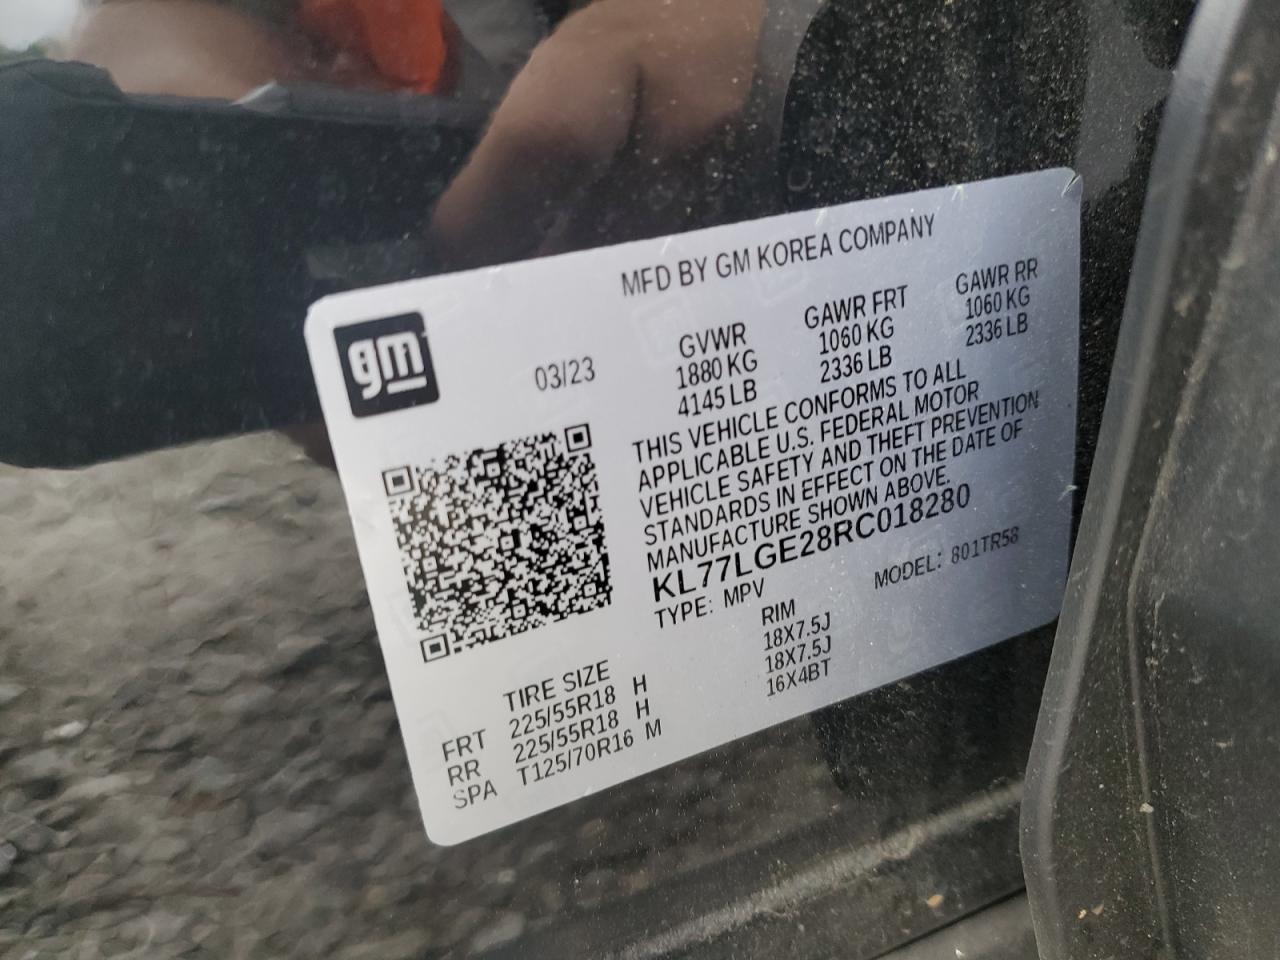 MFD BY GM KOREA COMPANY
gm
03/23
GVWR GAWR FRT GAWR RR
1880 KG 1060 KG 1060 KG
4145 LB 2336 LB 2336 LB
THIS VEHICLE CONFORMS TO ALL
APPLICABLE U.S. FEDERAL MOTOR
VEHICLE SAFETY AND THEFT PREVENTION
STANDARDS IN EFFECT ON THE DATE OF
MANUFACTURE SHOWN ABOVE.
KL77LGE28RC018280
TYPE: MPV MODEL: 801TR58
TIRE SIZE RIM
FRT 225/55R18 H 18X7.5J
RR 225/55R18 H 18X7.5J
SPA T125/70R16 M 16X4BT